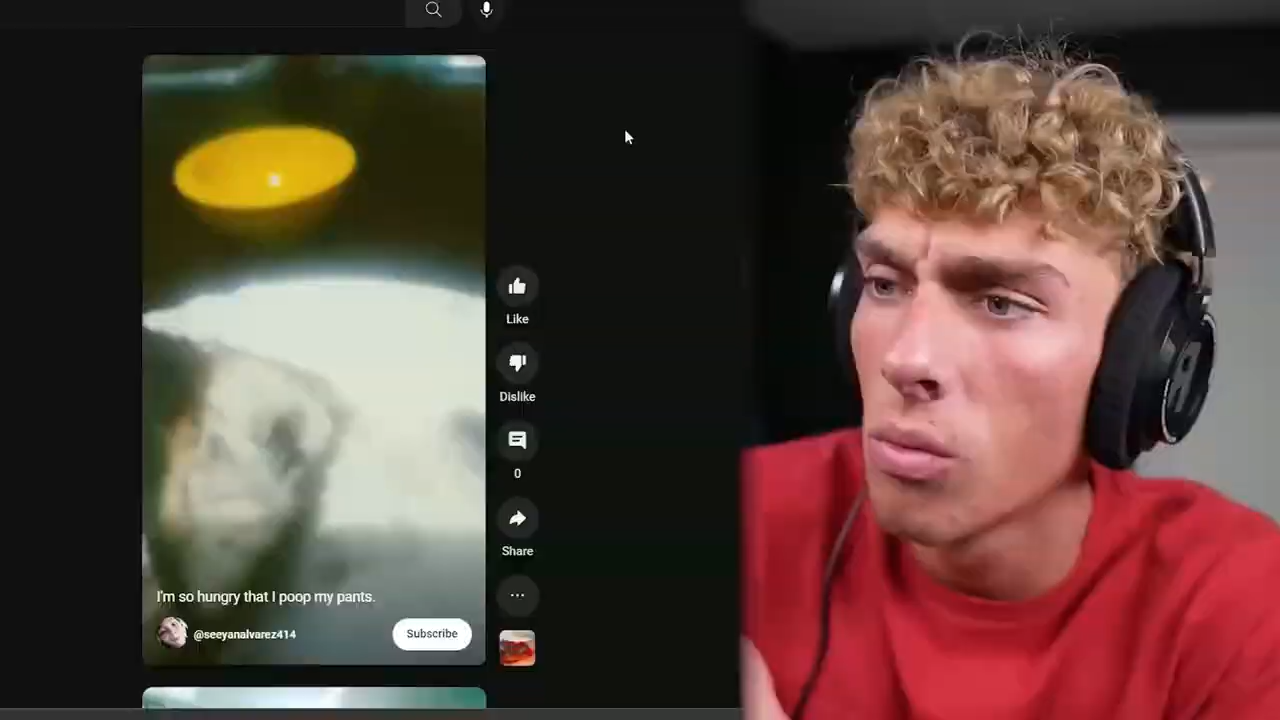 Like
Dislike
0
Share
I'm so hungry that I poop my pants.
@seeyanalvarez414
Subscribe